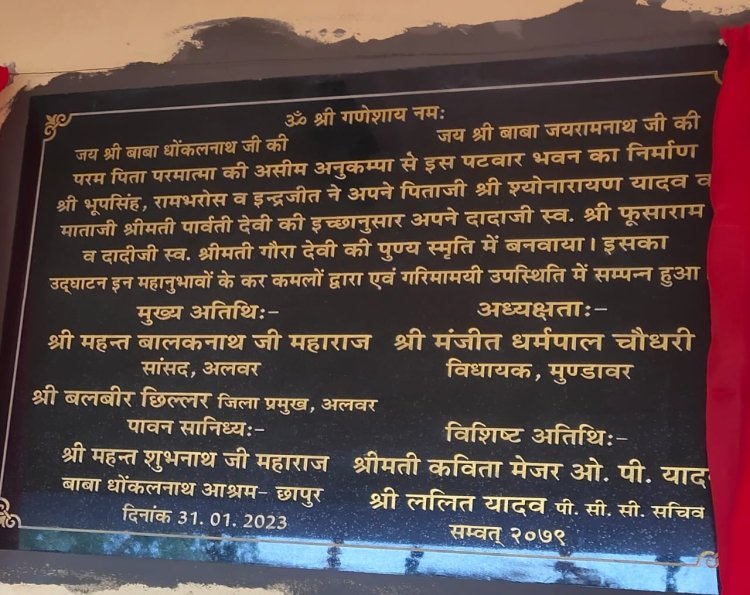 ॐ श्री गणेशाय नमः
जय श्री बाबा धोंकलनाथ जी की
जय श्री बाबा जयरामनाथ जी की
परम पिता परमात्मा की असीम अनुकम्पा से इस पटवार भवन का निर्माण
श्री भूपसिंह, रामभरोस व इन्द्रजीत ने अपने पिताजी श्री श्योनारायण यादव व
माताजी श्रीमती पार्वती देवी की इच्छानुसार अपने दादाजी स्व. श्री फूसाराम
व दादीजी स्व. श्रीमती गौरा देवी की पुण्य स्मृति में बनवाया। इसका
उद्घाटन इन महानुभावों के कर कमलों द्वारा एवं गरिमामयी उपस्थिति में सम्पन्न हुआ
मुख्य अतिथि:-
श्री महन्त बालकनाथ जी महाराज
सांसद, अलवर
श्री बलबीर छिल्लर जिला प्रमुख, अलवर
पावन सानिध्य:-
श्री महन्त शुभनाथ जी महाराज
बाबा धोंकलनाथ आश्रम- छापुर
दिनांक 31. 01. 2023
अध्यक्षता:-
श्री मंजीत धर्मपाल चौधरी
विधायक, मुण्डावर
विशिष्ट अतिथि:-
श्रीमती कविता मेजर ओ. पी. याद
श्री ललित यादव पी. सी. सी. सचिव
सम्वत् २०७९